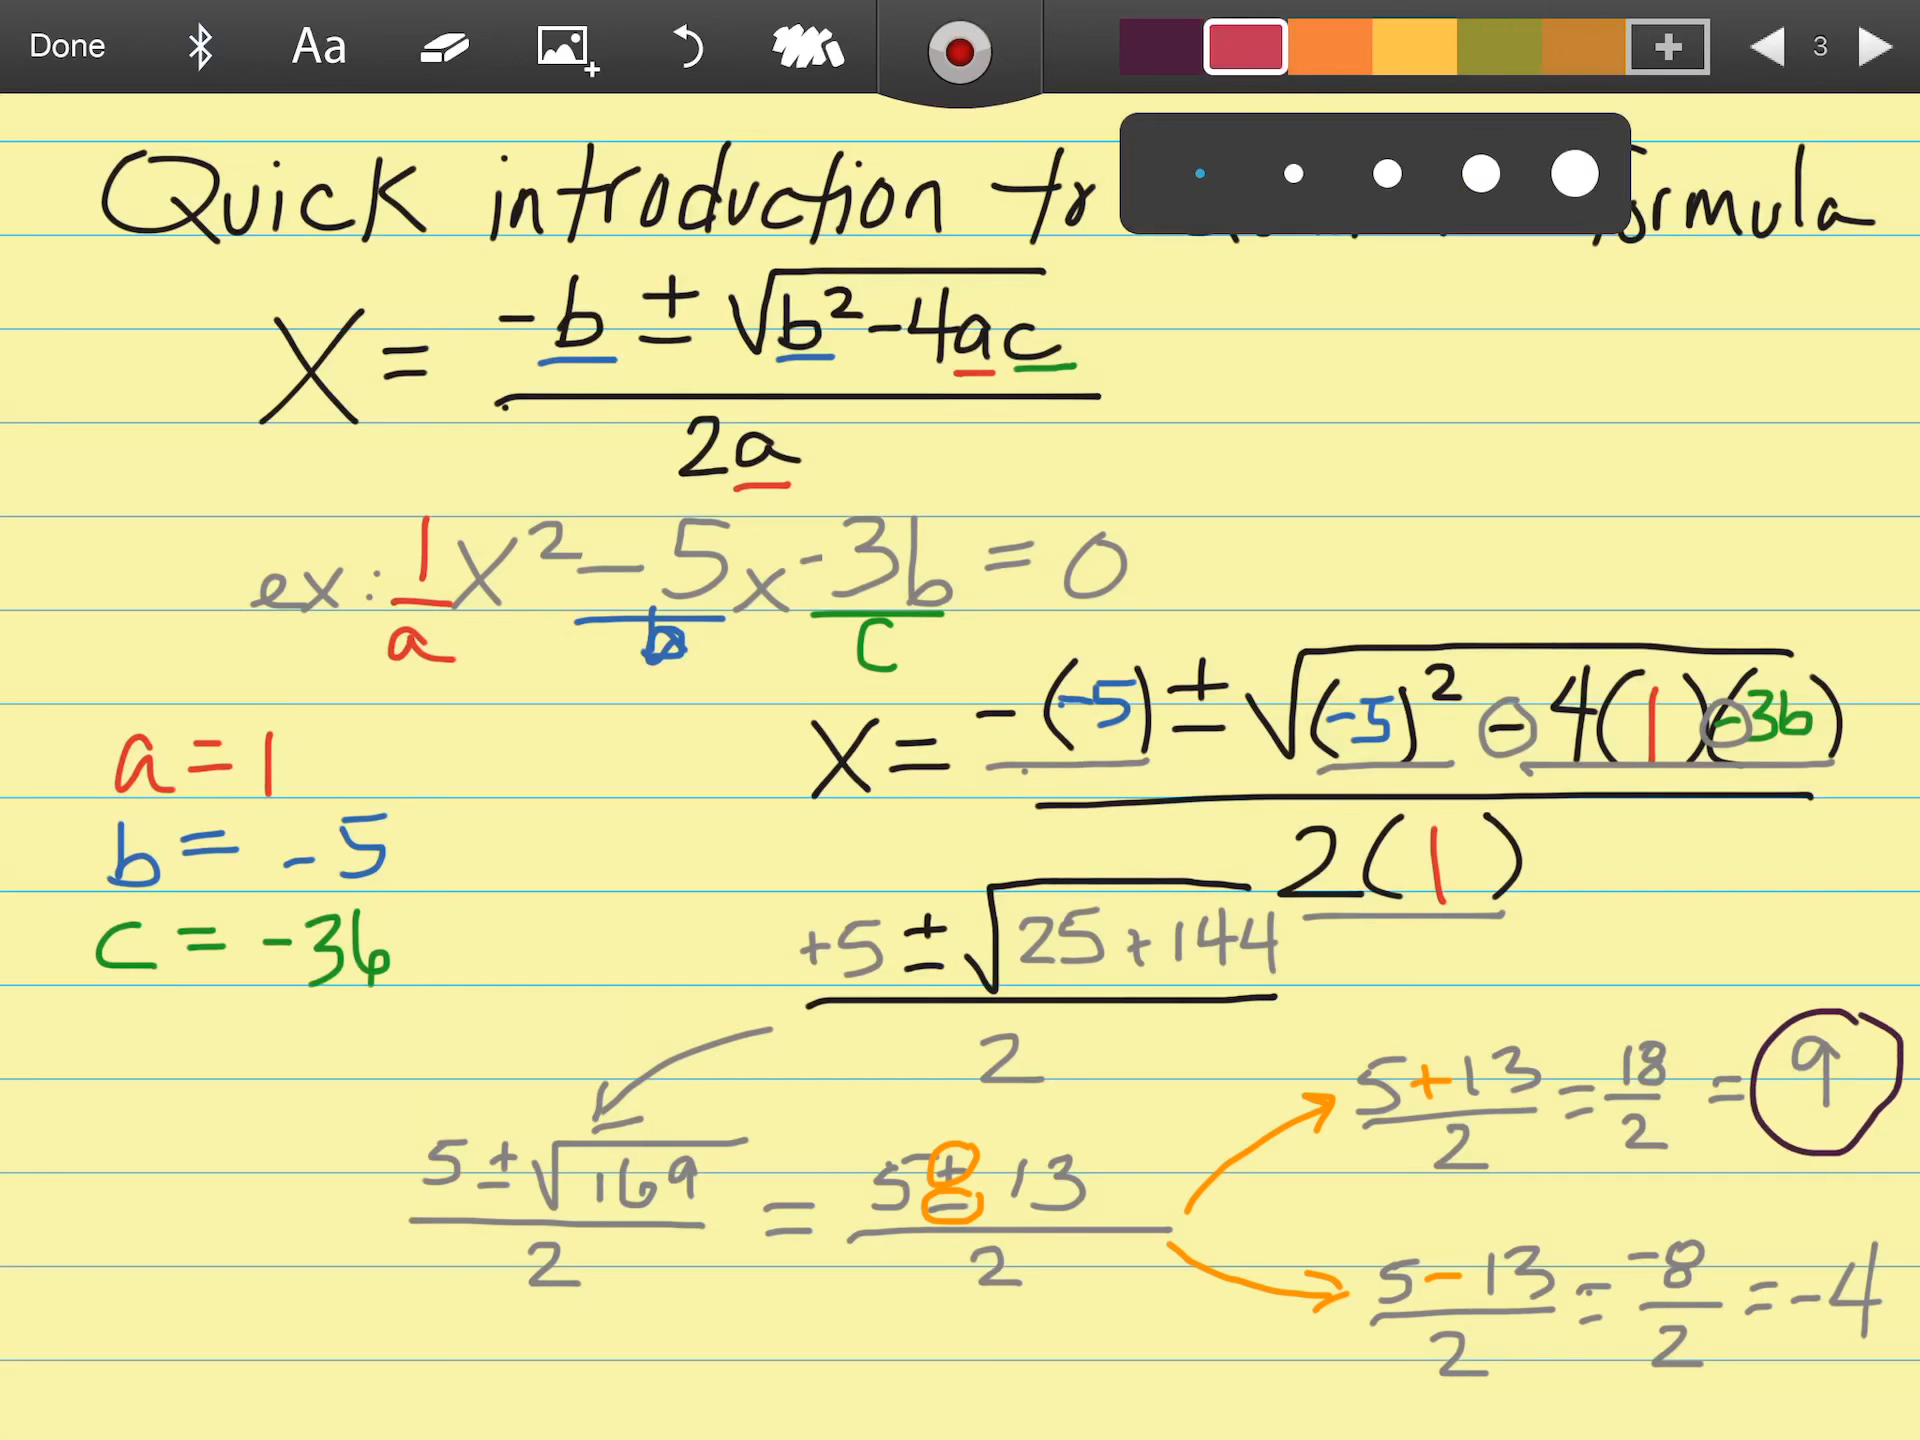 Done Aa 3
Quick introduction to formula
X = -b ± √b² - 4ac
2a
ex: 1x² - 5x - 36 = 0
a b c
x = -(-5) ± √(-5)² - 4(1)(-36)
2(1)
a = 1
b = -5
c = -36
+5 ± √25 + 144
2
5 ± √169 = 5 ± 13
2 2
5 + 13 = 18 = 9
2 2
5 - 13 = -8 = -4
2 2